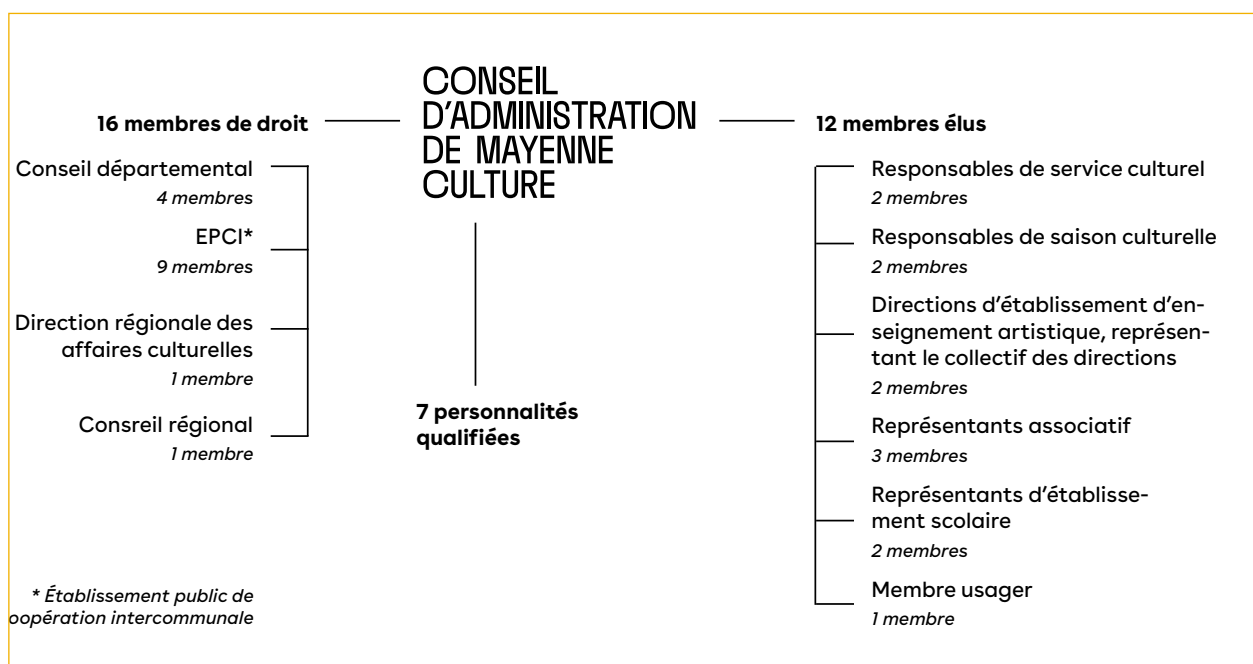 CONSEIL
D'ADMINISTRATION
DE MAYENNE
CULTURE
16 membres de droit
Conseil départemental
4 membres
EPCI*
9 membres
Direction régionale des
affaires culturelles
1 membre
Consreil régional
1 membre
* Établissement public de
oopération intercommunale
7 personnalités
qualifiées
12 membres élus
Responsables de service culturel
2 membres
Responsables de saison culturelle
2 membres
Directions d'établissement d'en-
seignement artistique, représen-
tant le collectif des directions
2 membres
Représentants associatif
3 membres
Représentants d'établisse-
ment scolaire
2 membres
Membre usager
1 membre